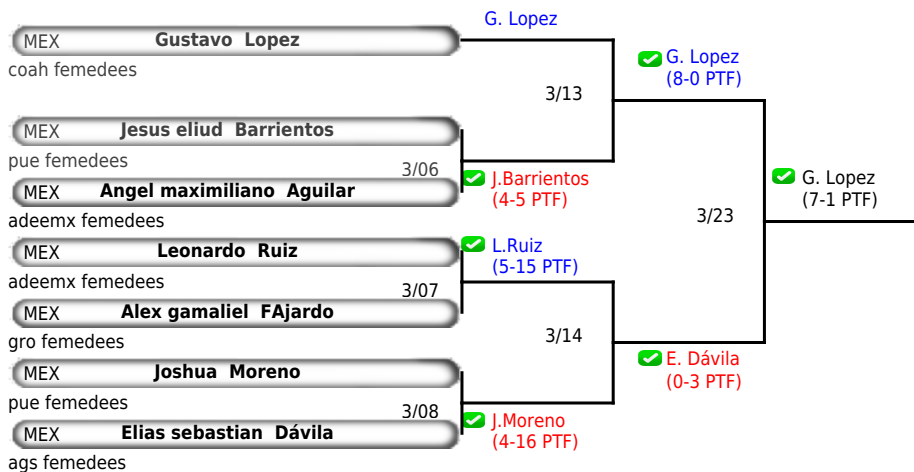 G. Lopez
MEX Gustavo Lopez
coah femedees
G. Lopez
(8-0 PTF)
3/13
MEX Jesus eliud Barrientos
pue femedees
3/06
MEX Angel maximiliano Aguilar
adeemx femedees
J.Barrientos
(4-5 PTF)
G. Lopez
(7-1 PTF)
3/23
MEX Leonardo Ruiz
adeemx femedees
L.Ruiz
(5-15 PTF)
3/07
MEX Alex gamaliel FAjardo
gro femedees
3/14
MEX Joshua Moreno
pue femedees
E. Dávila
(0-3 PTF)
3/08
MEX Elias sebastian Dávila
ags femedees
J.Moreno
(4-16 PTF)